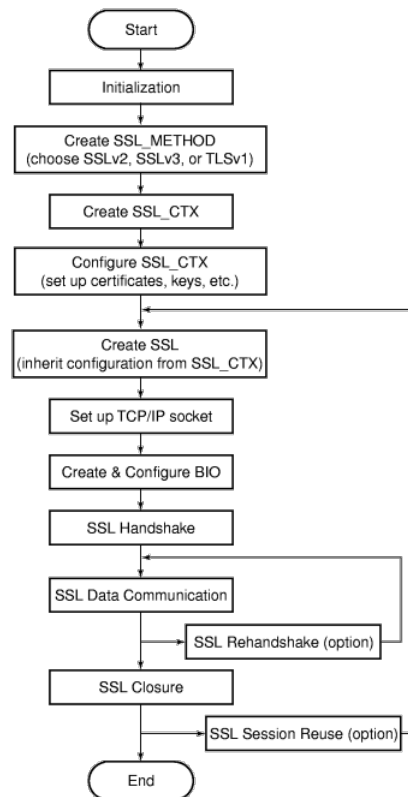 Start
Initialization
Create SSL_METHOD
(choose SSLv2, SSLv3, or TLSv1)
Create SSL_CTX
Configure SSL_CTX
(set up certificates, keys, etc.)
Create SSL
(inherit configuration from SSL_CTX)
Set up TCP/IP socket
Create & Configure BIO
SSL Handshake
SSL Data Communication
SSL Rehandshake (option)
SSL Closure
SSL Session Reuse (option)
End